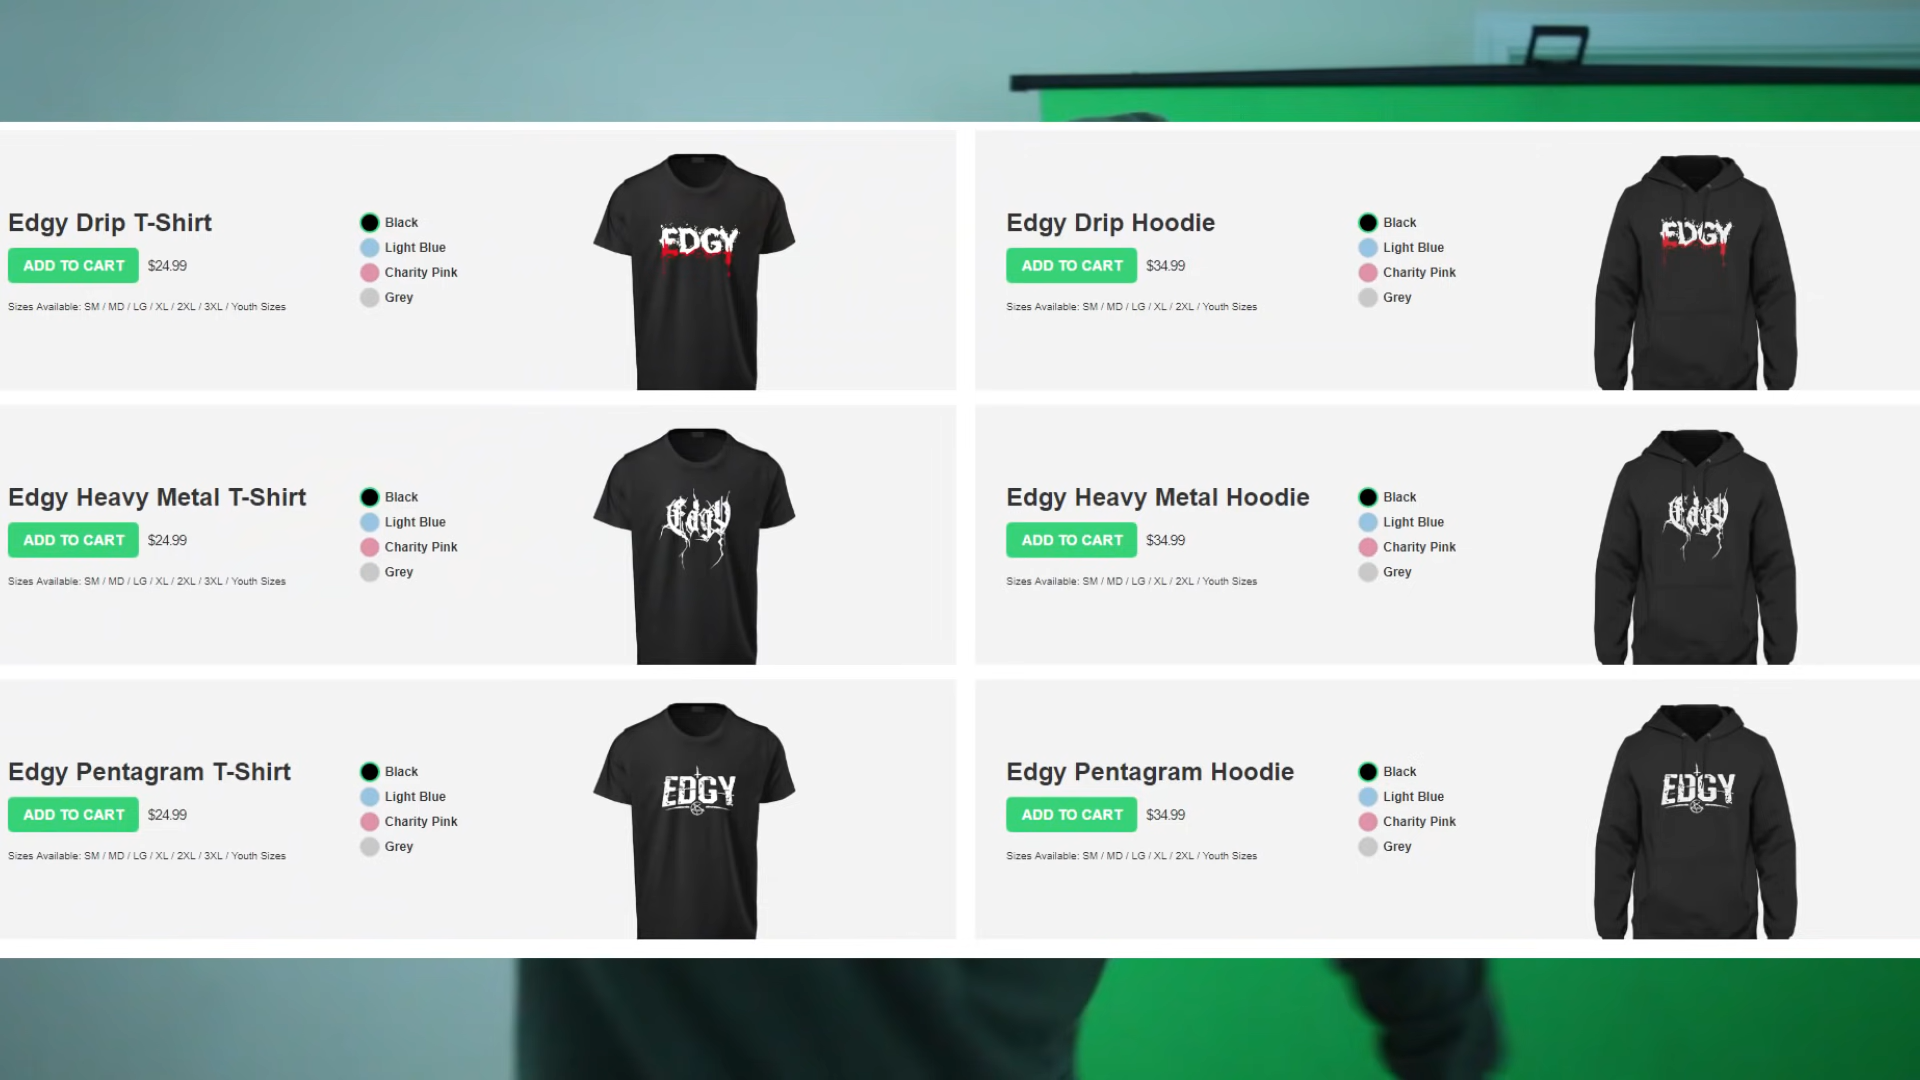 Edgy Drip T-Shirt
ADD TO CART $24.99
Sizes Available: SM / MD / LG / XL / 2XL / 3XL / Youth Sizes
Black
Light Blue
Charity Pink
Grey
EDGY
Edgy Drip Hoodie
ADD TO CART $34.99
Sizes Available: SM / MD / LG / XL / 2XL / Youth Sizes
Black
Light Blue
Charity Pink
Grey
EDGY
Edgy Heavy Metal T-Shirt
ADD TO CART $24.99
Sizes Available: SM / MD / LG / XL / 2XL / 3XL / Youth Sizes
Black
Light Blue
Charity Pink
Grey
Edgy
Edgy Heavy Metal Hoodie
ADD TO CART $34.99
Sizes Available: SM / MD / LG / XL / 2XL / Youth Sizes
Black
Light Blue
Charity Pink
Grey
Edgy
Edgy Pentagram T-Shirt
ADD TO CART $24.99
Sizes Available: SM / MD / LG / XL / 2XL / 3XL / Youth Sizes
Black
Light Blue
Charity Pink
Grey
EDGY
Edgy Pentagram Hoodie
ADD TO CART $34.99
Sizes Available: SM / MD / LG / XL / 2XL / Youth Sizes
Black
Light Blue
Charity Pink
Grey
EDGY